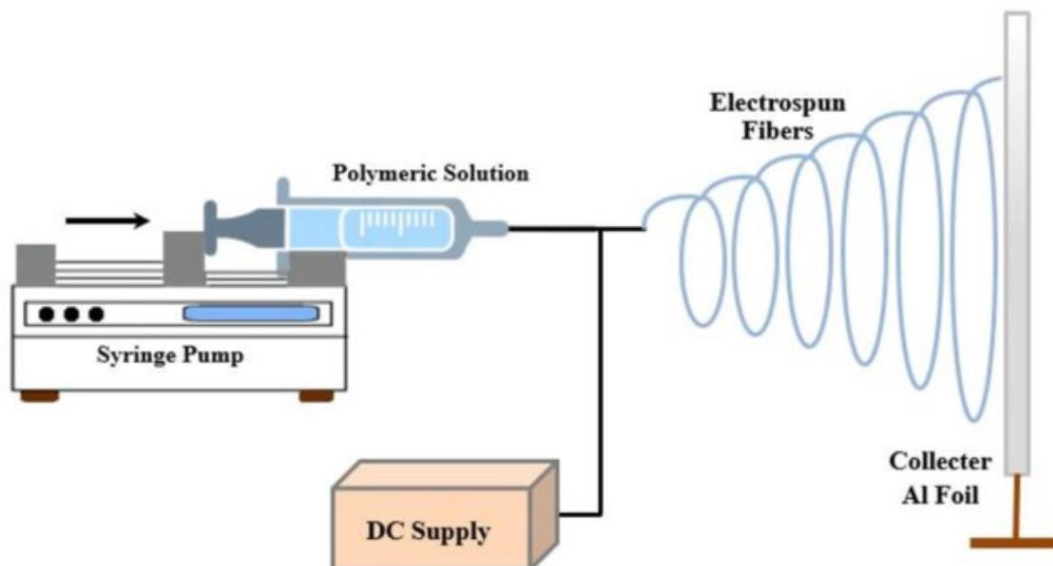 Electrospun
Fibers
Polymeric Solution
Syringe Pump
Collecter
Al Foil
DC Supply